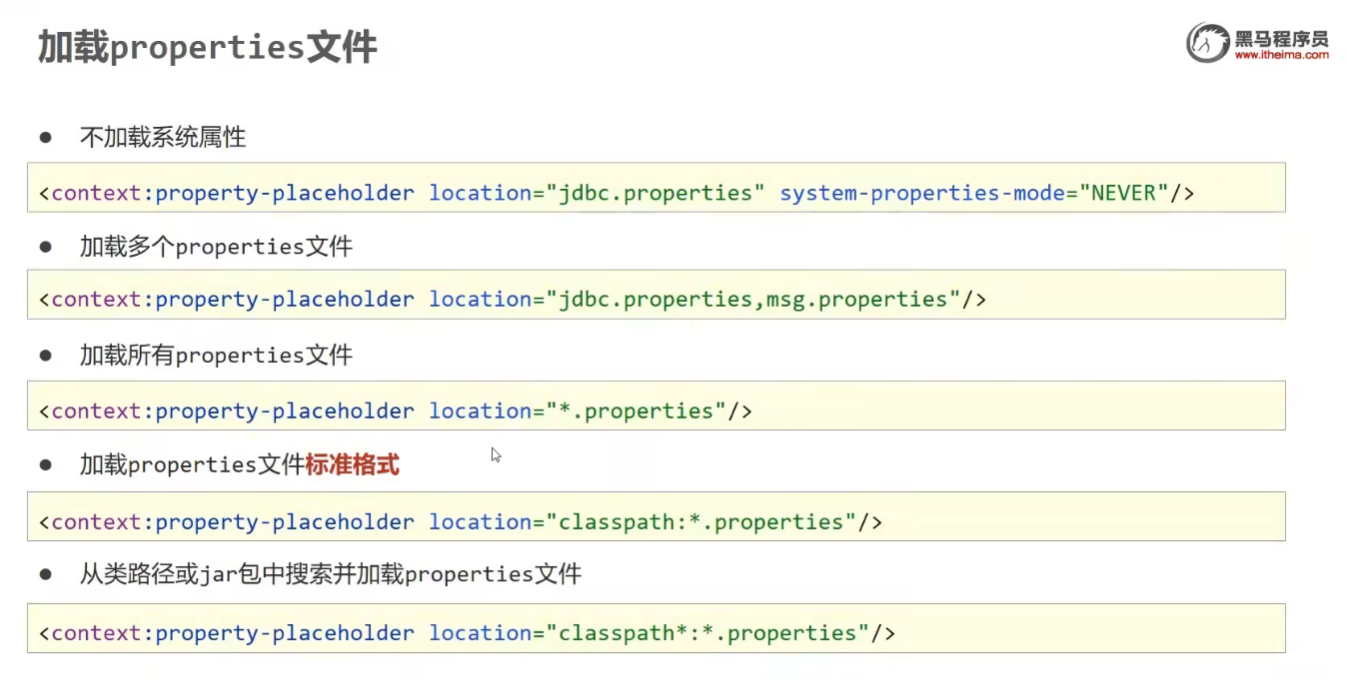 加载properties文件
黑马程序员
www.itheima.com
● 不加载系统属性
<context:property-placeholder location="jdbc.properties" system-properties-mode="NEVER"/>
● 加载多个properties文件
<context:property-placeholder location="jdbc.properties,msg.properties"/>
● 加载所有properties文件
<context:property-placeholder location="*.properties"/>
● 加载properties文件标准格式
<context:property-placeholder location="classpath:*.properties"/>
● 从类路径或jar包中搜索并加载properties文件
<context:property-placeholder location="classpath*:*.properties"/>